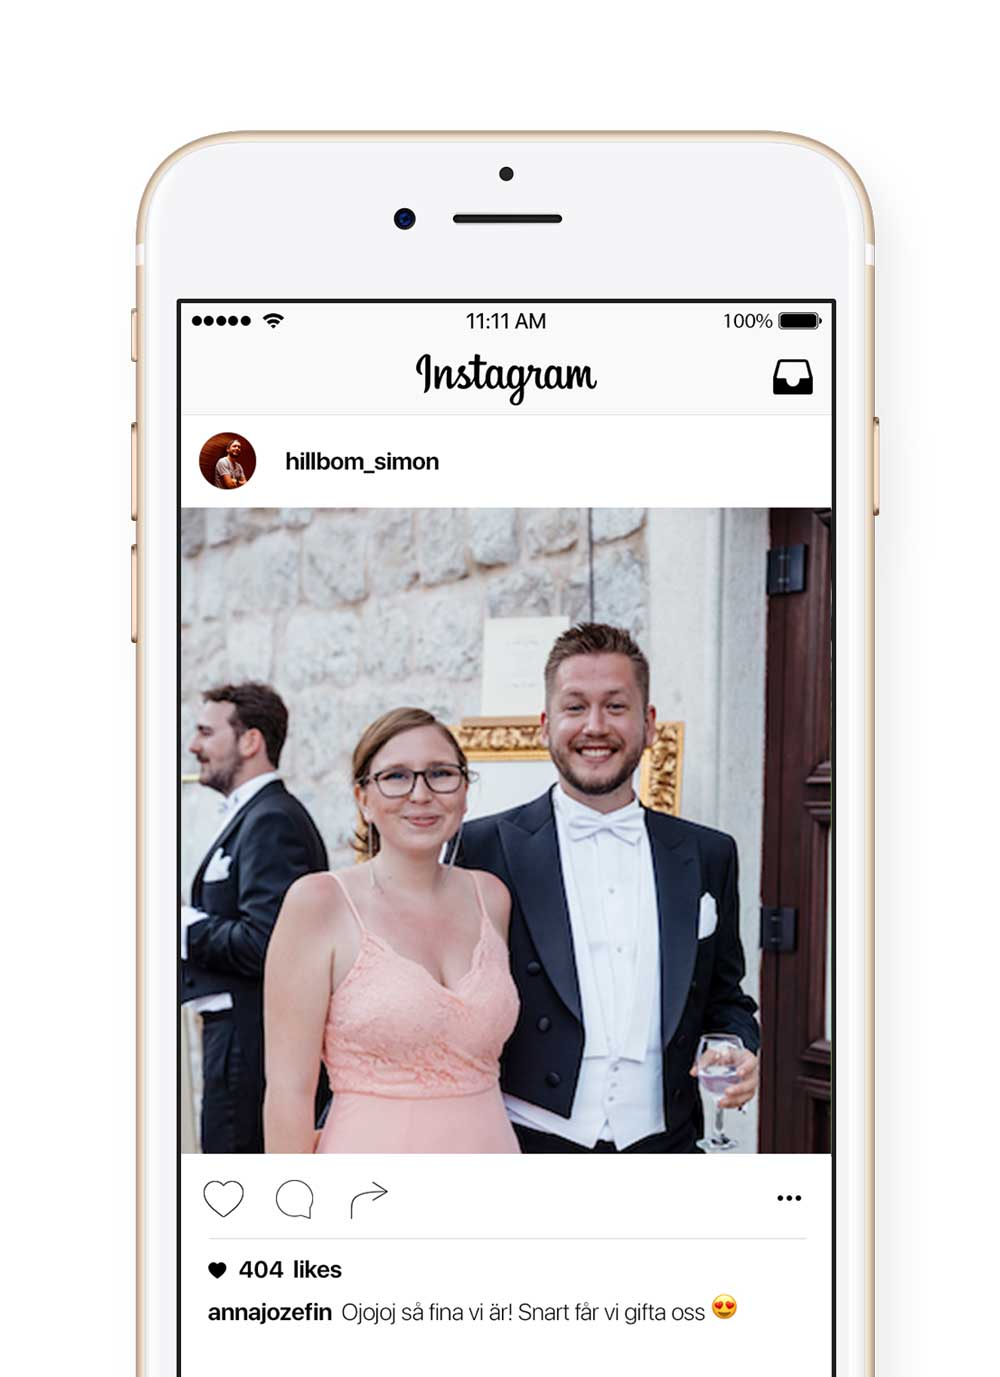 11:11 AM 100%
Instagram
hillbom_simon
404 likes
annajozefin Ojojoj så fina vi är! Snart får vi gifta oss 😍